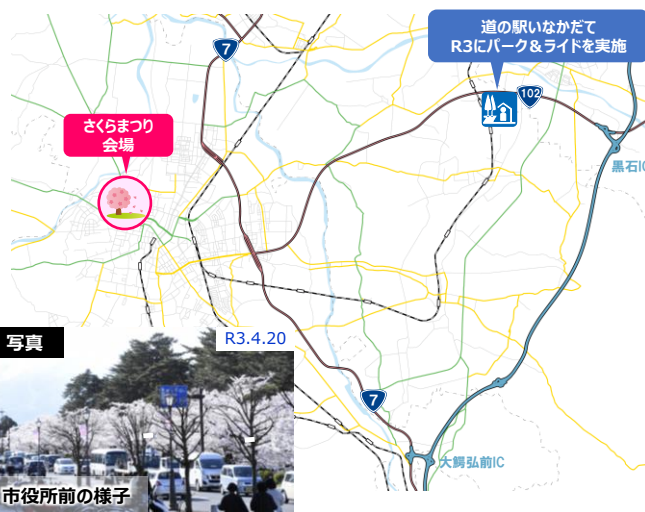 道の駅いなかだて
R3にパーク＆ライドを実施
7
102
さくらまつり
会場
黒石IC
写真
R3.4.20
7
大鰐弘前IC
市役所前の様子